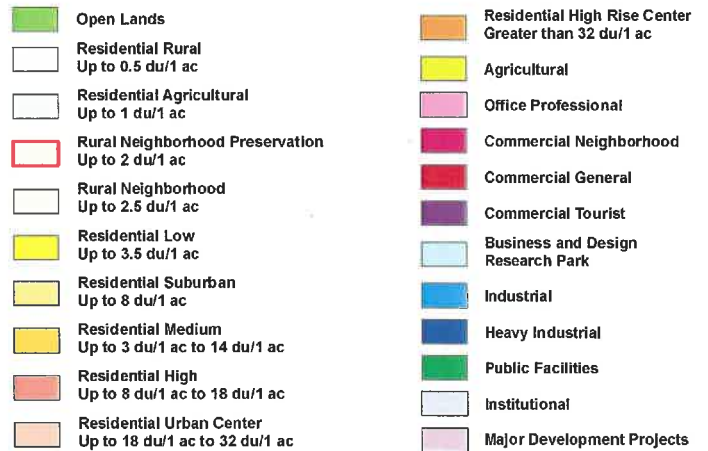 Open Lands
Residential Rural
Up to 0.5 du/1 ac
Residential Agricultural
Up to 1 du/1 ac
Rural Neighborhood Preservation
Up to 2 du/1 ac
Rural Neighborhood
Up to 2.5 du/1 ac
Residential Low
Up to 3.5 du/1 ac
Residential Suburban
Up to 8 du/1 ac
Residential Medium
Up to 3 du/1 ac to 14 du/1 ac
Residential High
Up to 8 du/1 ac to 18 du/1 ac
Residential Urban Center
Up to 18 du/1 ac to 32 du/1 ac
Residential High Rise Center
Greater than 32 du/1 ac
Agricultural
Office Professional
Commercial Neighborhood
Commercial General
Commercial Tourist
Business and Design
Research Park
Industrial
Heavy Industrial
Public Facilities
Institutional
Major Development Projects